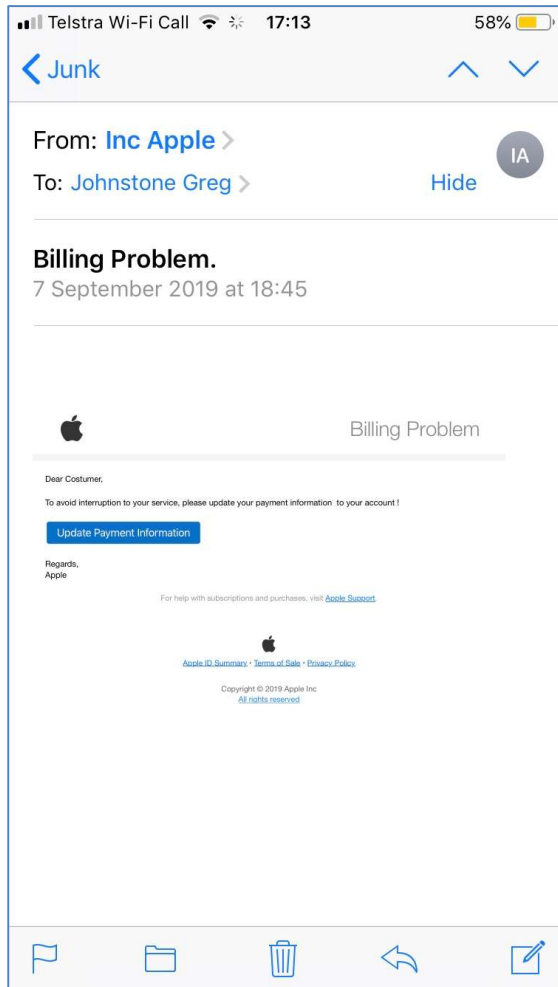 Telstra Wi-Fi Call 17:13 58%
Junk
From: Inc Apple
IA
To: Johnstone Greg Hide
Billing Problem.
7 September 2019 at 18:45
Billing Problem
Dear Costumer,
To avoid interruption to your service, please update your payment information to your account !
Update Payment Information
Regards,
Apple
For help with subscriptions and purchases, visit Apple Support.
Apple ID Summary • Terms of Sale • Privacy Policy
Copyright © 2019 Apple Inc
All rights reserved